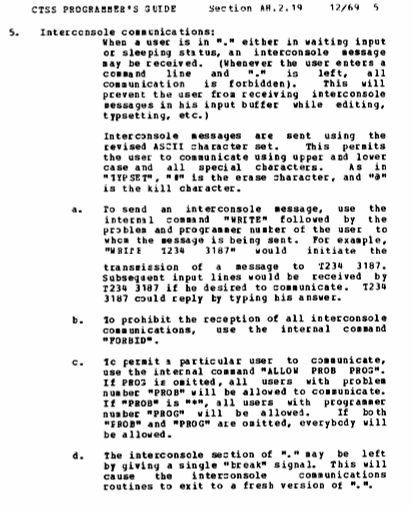 CTSS PROGRAMMER'S GUIDE Section AH.2.19 12/69 5
5. Interconsole communications:
When a user is in "." either in waiting input
or sleeping status, an interconsole message
may be received. (Whenever the user enters a
command line and "." is left, all
communication is forbidden). This will
prevent the user from receiving interconsole
messages in his input buffer while editing,
typsetting, etc.)
Interconsole messages are sent using the
revised ASCII character set. This permits
the user to communicate using upper and lower
case and all special characters. As in
"TYPSET", "#" is the erase character, and "@"
is the kill character.
a. To send an interconsole message, use the
internal command "WRITE" followed by the
problem and programmer number of the user to
whom the message is being sent. For example,
"WRITE T234 3187" would initiate the
transmission of a message to T234 3187.
Subsequent input lines would be received by
T234 3187 if he desired to communicate. T234
3187 could reply by typing his answer.
b. To prohibit the reception of all interconsole
communications, use the internal command
"FORBID".
c. To permit a particular user to communicate,
use the internal command "ALLOW PROB PROG".
If PROG is omitted, all users with problem
number "PROB" will be allowed to communicate.
If "PROB" is "*", all users with programmer
number "PROG" will be allowed. If both
"PROB" and "PROG" are omitted, everybody will
be allowed.
d. The interconsole section of "." may be left
by giving a single "break" signal. This will
cause the interconsole communications
routines to exit to a fresh version of ".".